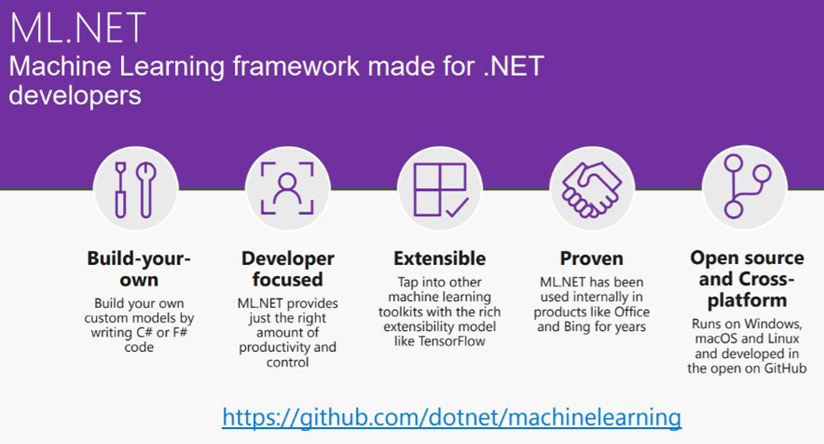 ML.NET
Machine Learning framework made for .NET
developers
Build-your-
own
Build your own
custom models by
writing C# or F#
code
Developer
focused
ML.NET provides
just the right
amount of
productivity and
control
Extensible
Tap into other
machine learning
toolkits with the rich
extensibility model
like TensorFlow
Proven
ML.NET has been
used internally in
products like Office
and Bing for years
Open source
and Cross-
platform
Runs on Windows,
macOS and Linux
and developed in
the open on GitHub
https://github.com/dotnet/machinelearning